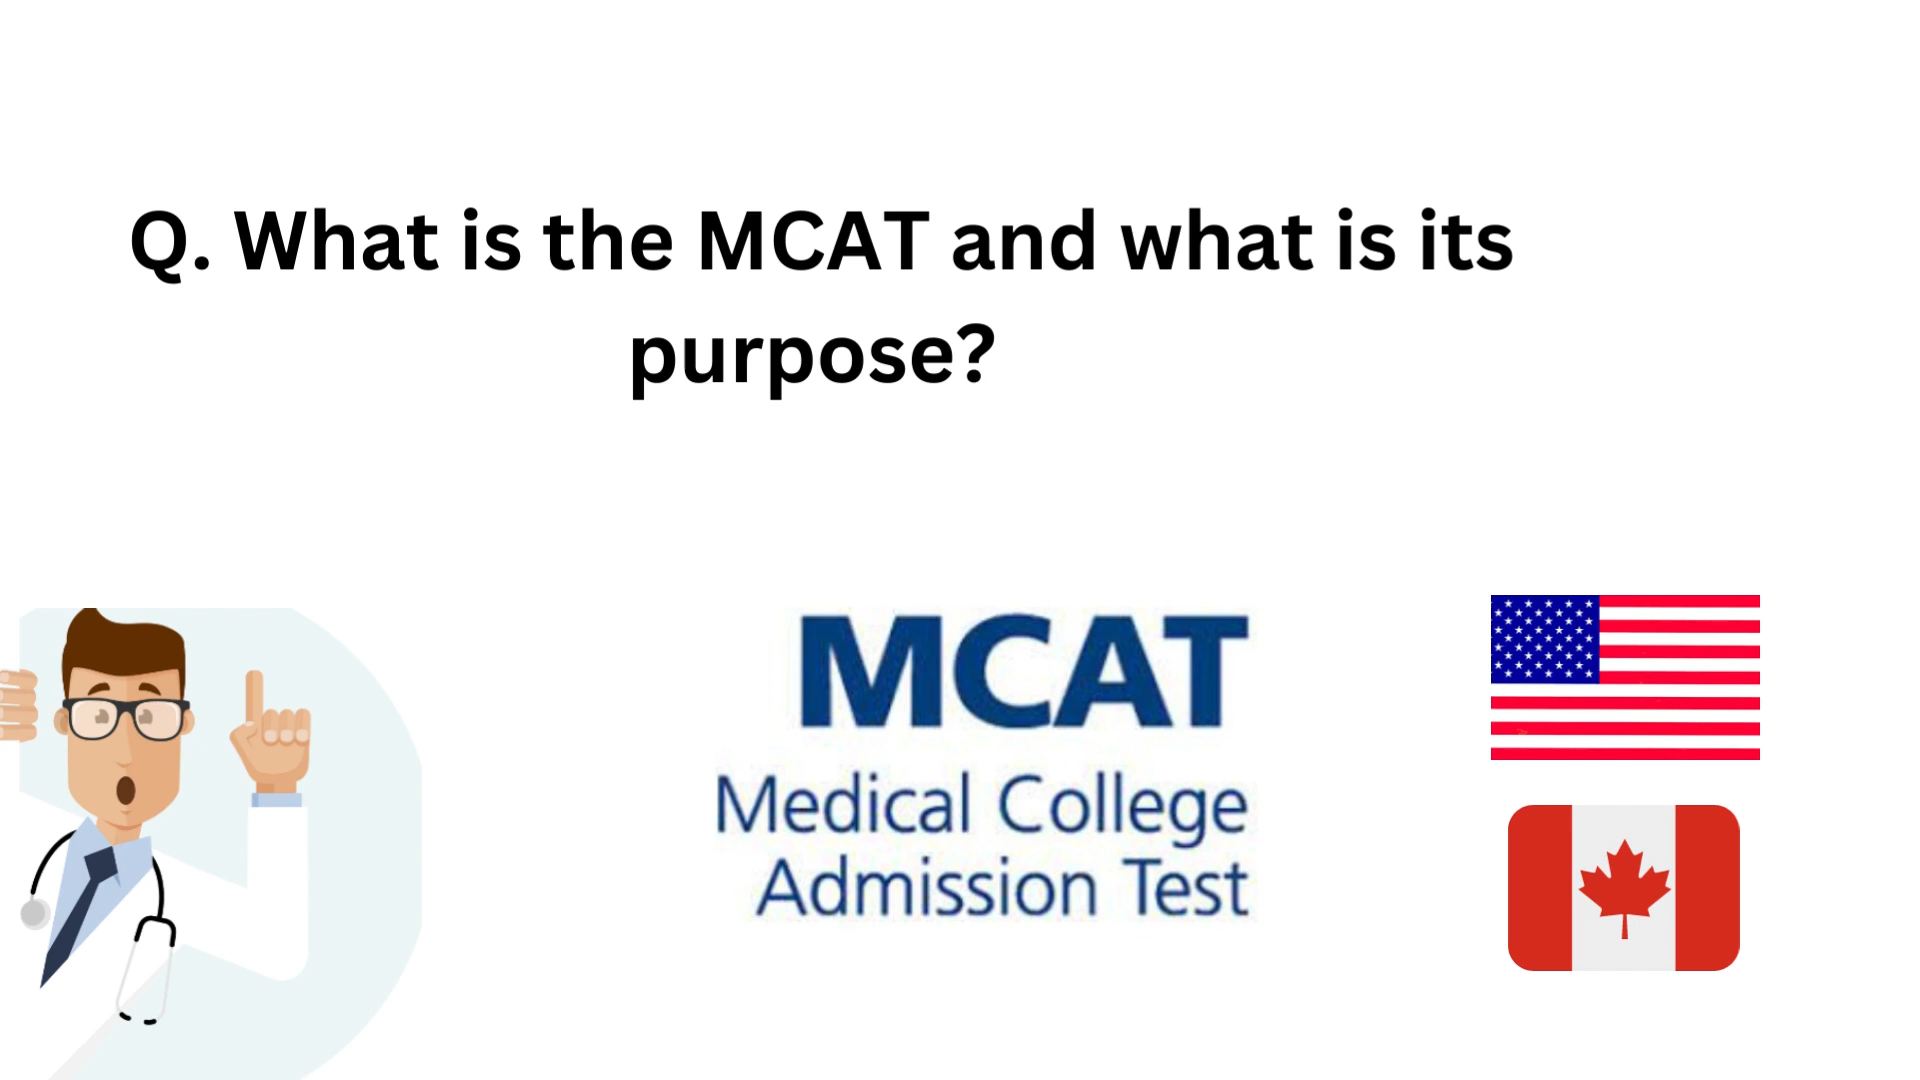 Q. What is the MCAT and what is its
purpose?
MCAT
Medical College
Admission Test